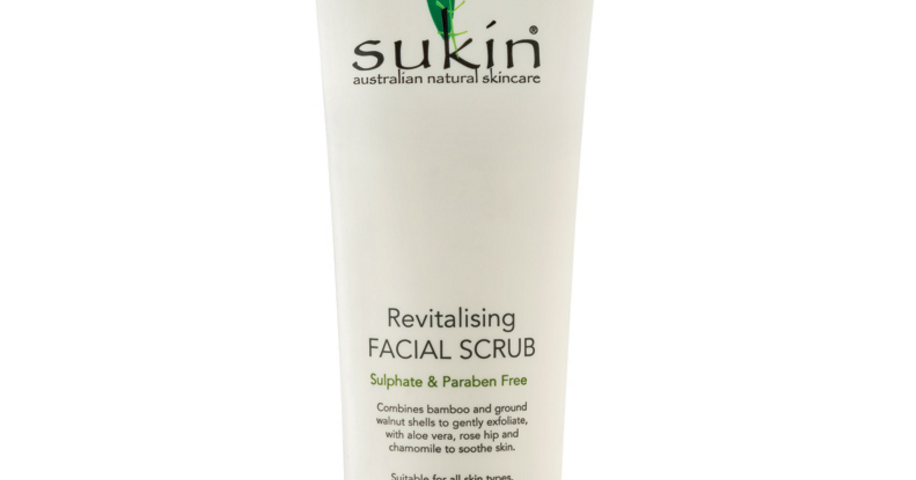 sukin®
australian natural skincare
Revitalising
FACIAL SCRUB
Sulphate & Paraben Free
Combines bamboo and ground
walnut shells to gently exfoliate,
with aloe vera, rose hip and
chamomile to soothe skin.
Suitable for all skin types.